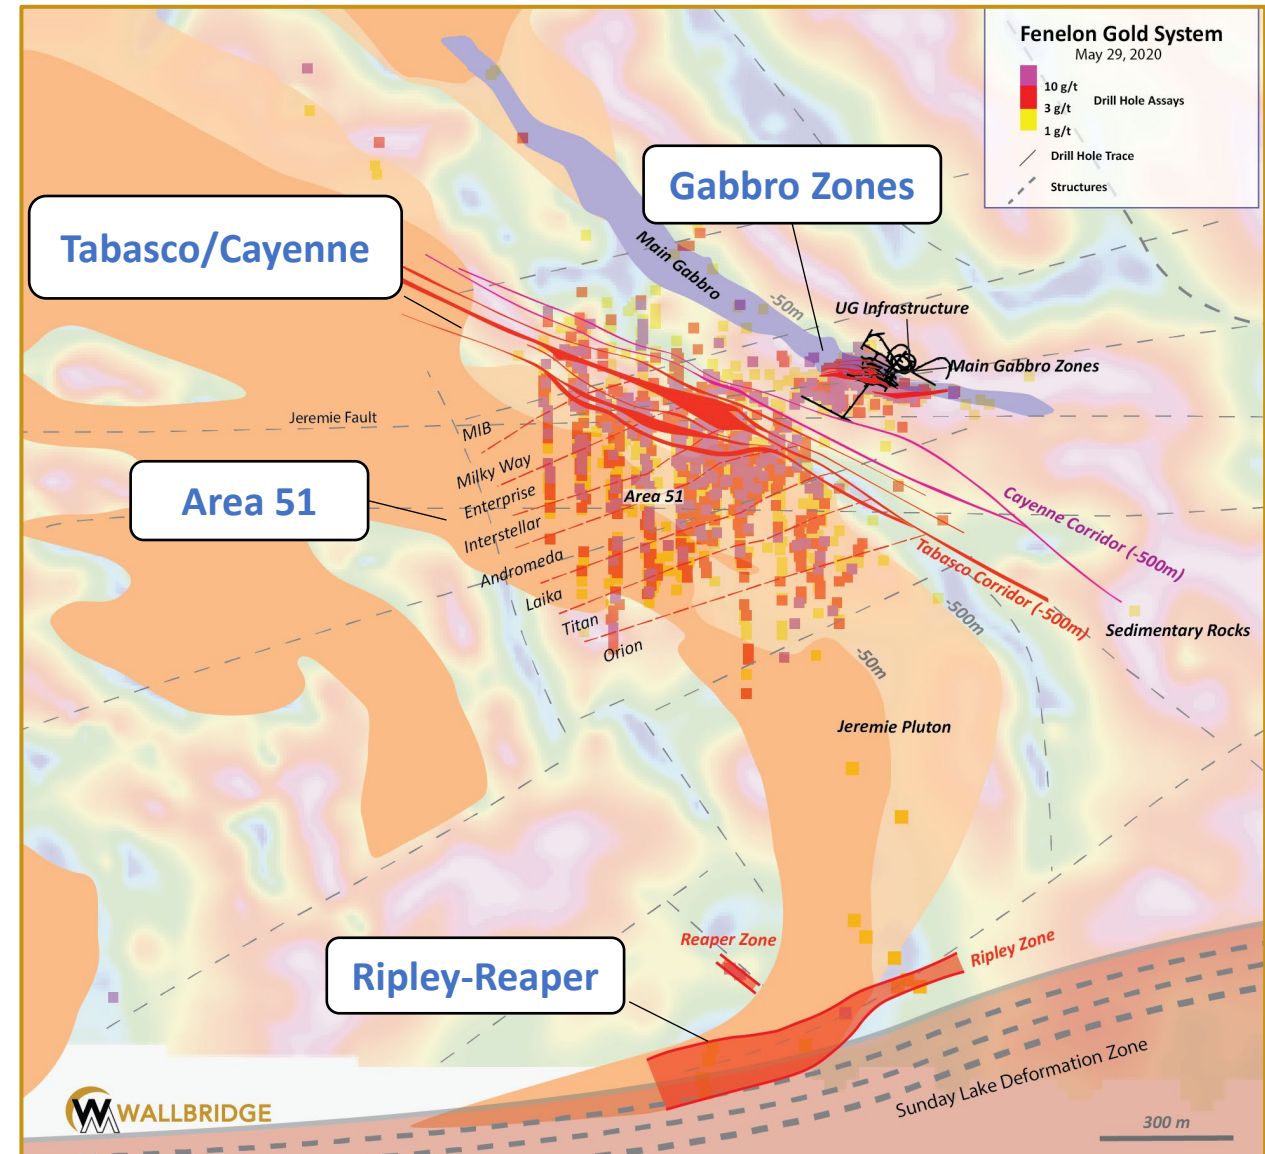 Fenelon Gold System
May 29, 2020
10 g/t
3 g/t
1 g/t
Drill Hole Assays
Drill Hole Trace
Structures
Gabbro Zones
Tabasco/Cayenne
Main Gabbro
-50m
UG Infrastructure
Main Gabbro Zones
Jeremie Fault
MIB
Milky Way
Enterprise
Interstellar
Andromeda
Laika
Titan
Orion
Area 51
Area 51
Cayenne Corridor (-500m)
Tabasco Corridor (-500m)
-500m
Sedimentary Rocks
-50m
Jeremie Pluton
Reaper Zone
Ripley Zone
Ripley-Reaper
Sunday Lake Deformation Zone
WALLBRIDGE
300 m